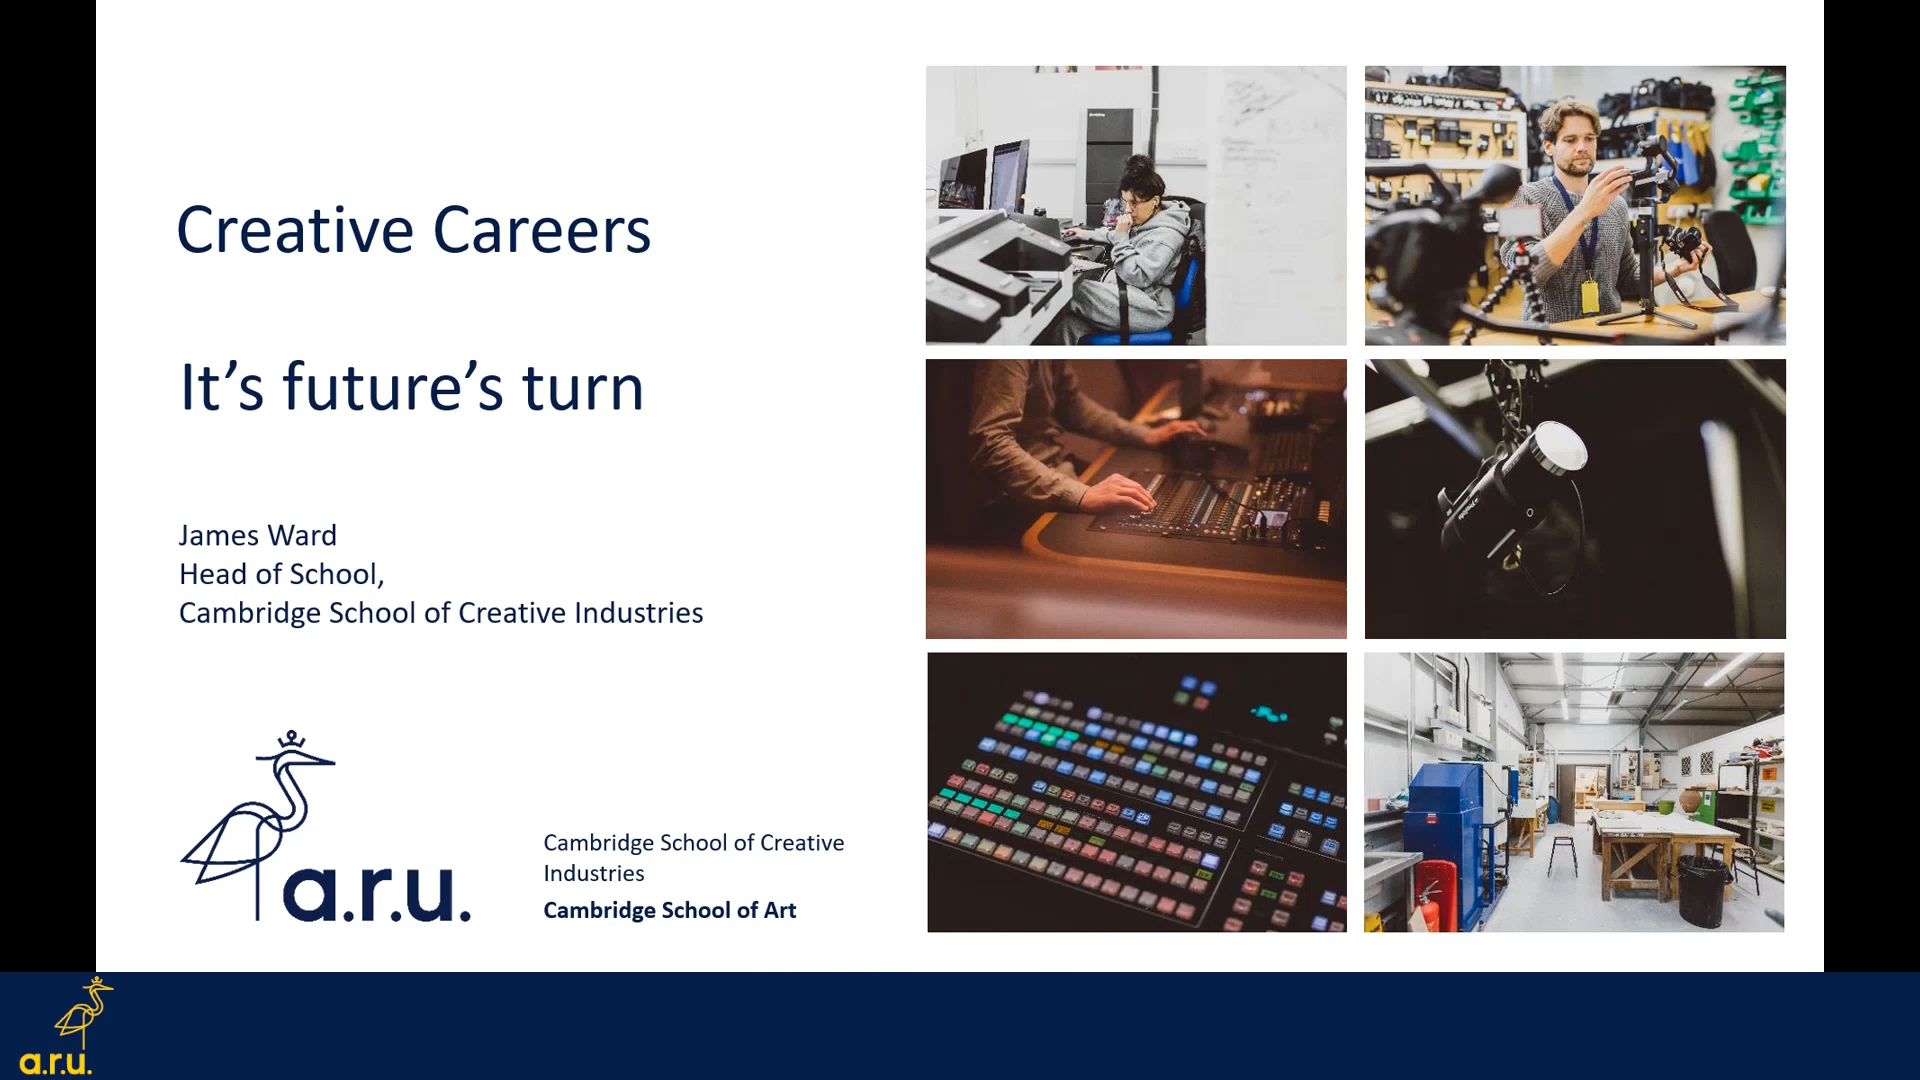 Creative Careers
It’s future’s turn
James Ward
Head of School,
Cambridge School of Creative Industries
a.r.u.
Cambridge School of Creative
Industries
Cambridge School of Art
a.r.u.